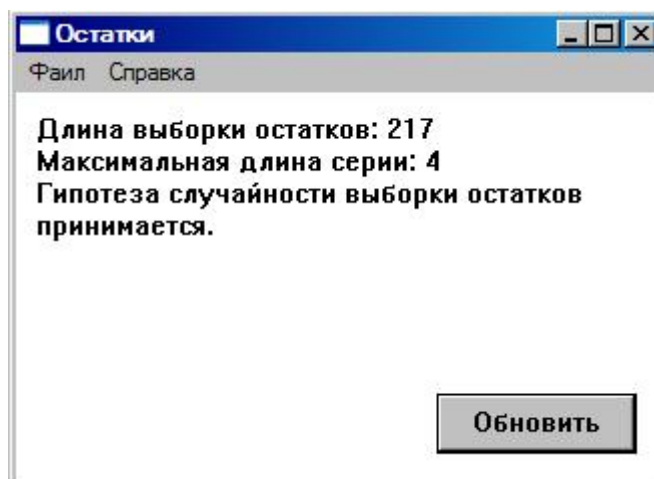 Остатки
Фаил Справка
Длина выборки остатков: 217
Максимальная длина серии: 4
Гипотеза случайности выборки остатков
принимается.
Обновить